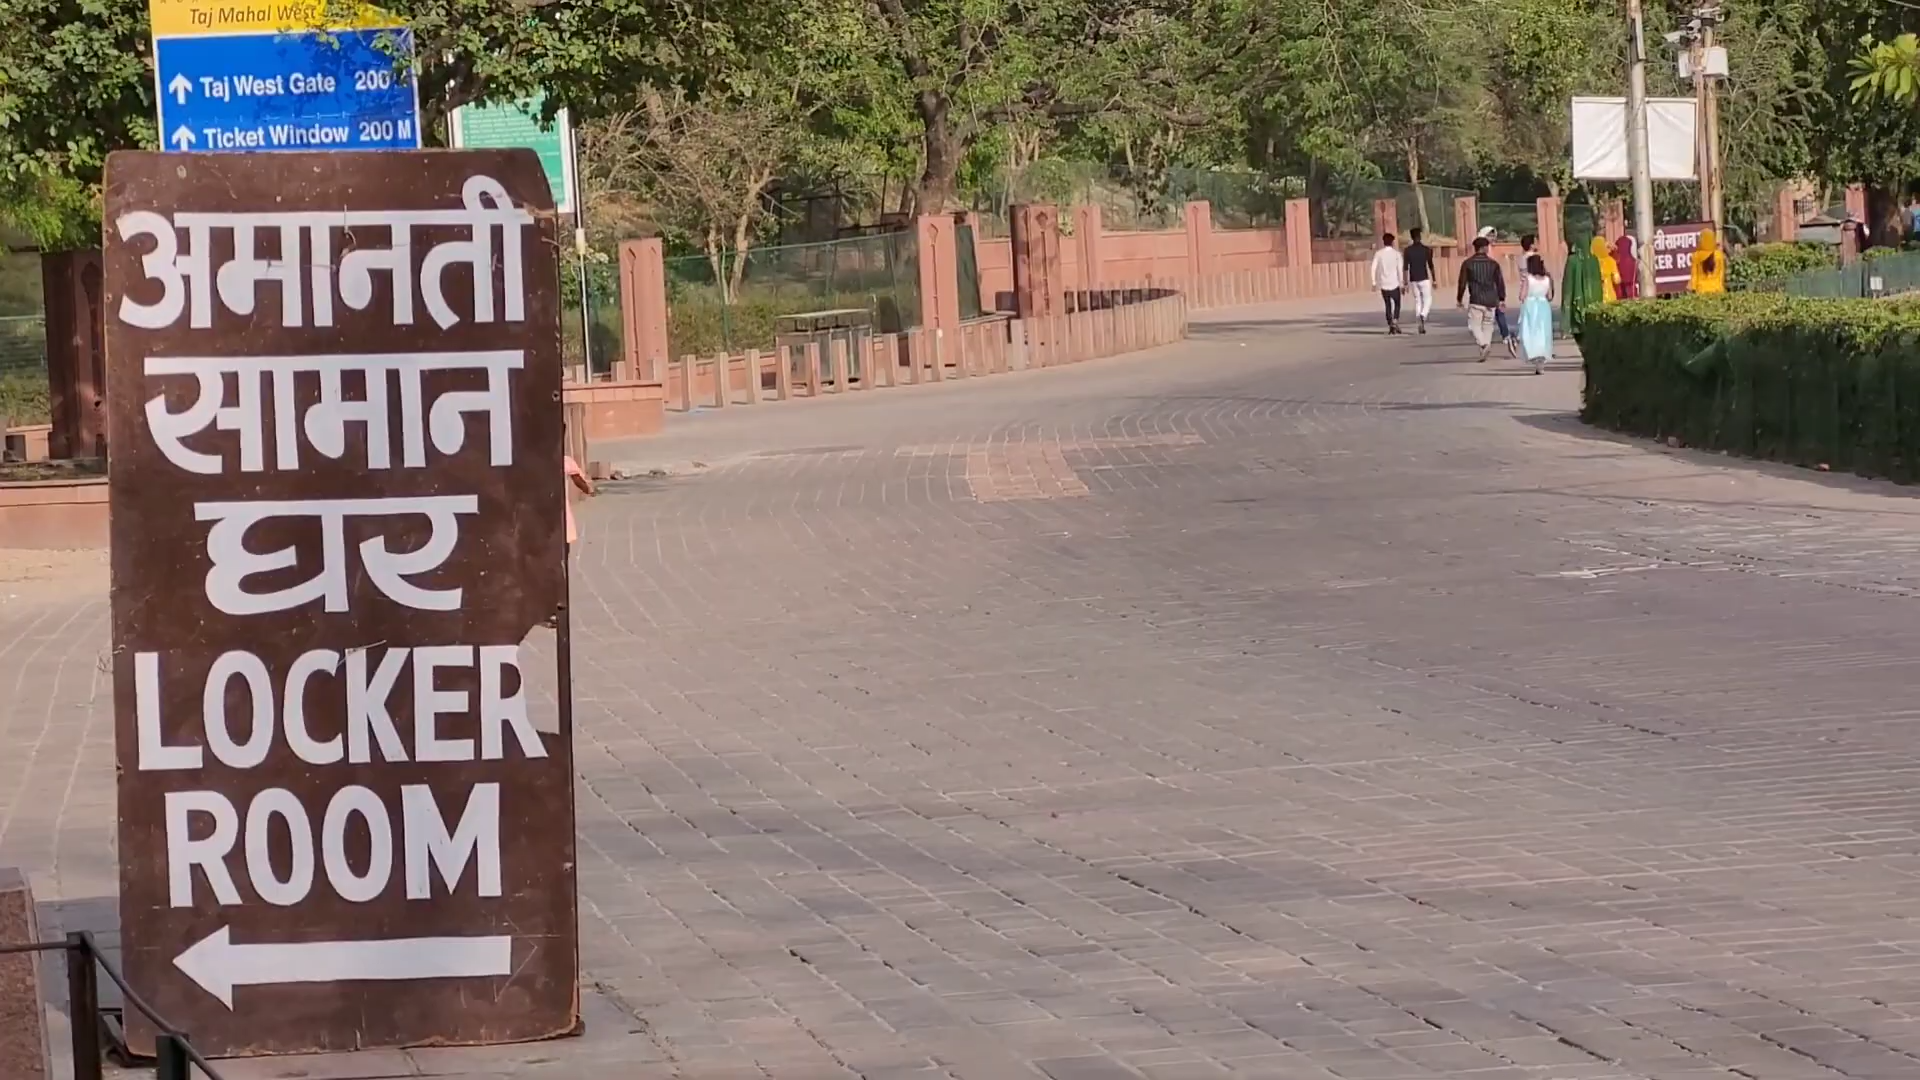 Taj Mahal West
Taj West Gate 200
Ticket Window 200 M
अमानती
सामान
घर
LOCKER
ROOM